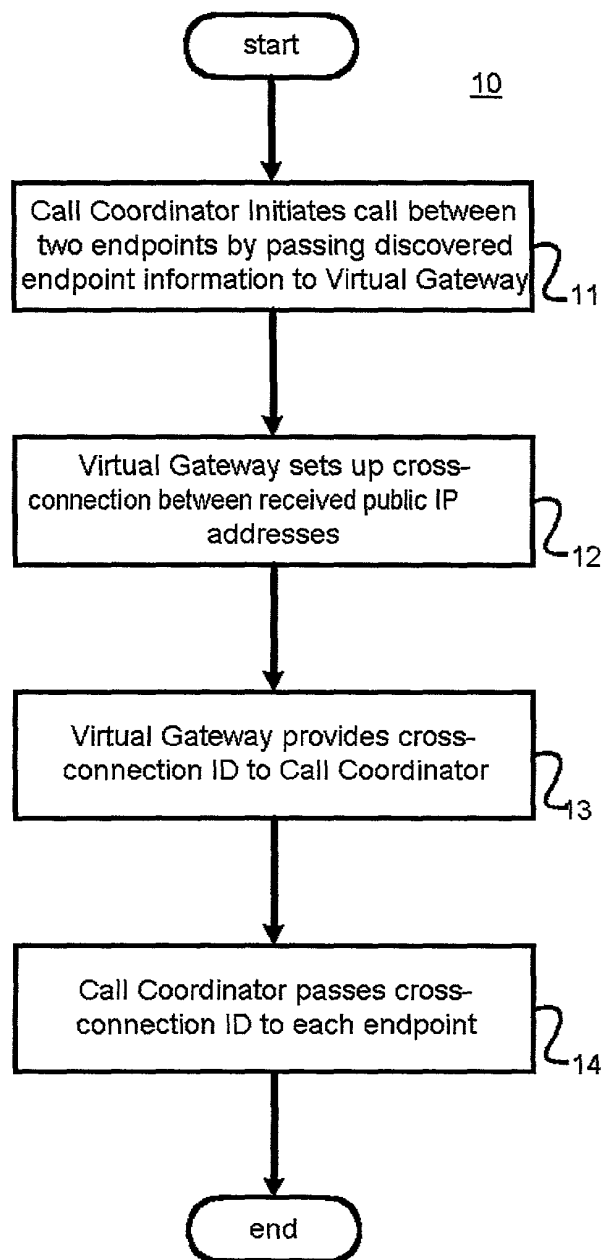 start
10
Call Coordinator Initiates call between
two endpoints by passing discovered
endpoint information to Virtual Gateway
11
Virtual Gateway sets up cross-
connection between received public IP
addresses
12
Virtual Gateway provides cross-
connection ID to Call Coordinator
13
Call Coordinator passes cross-
connection ID to each endpoint
14
end